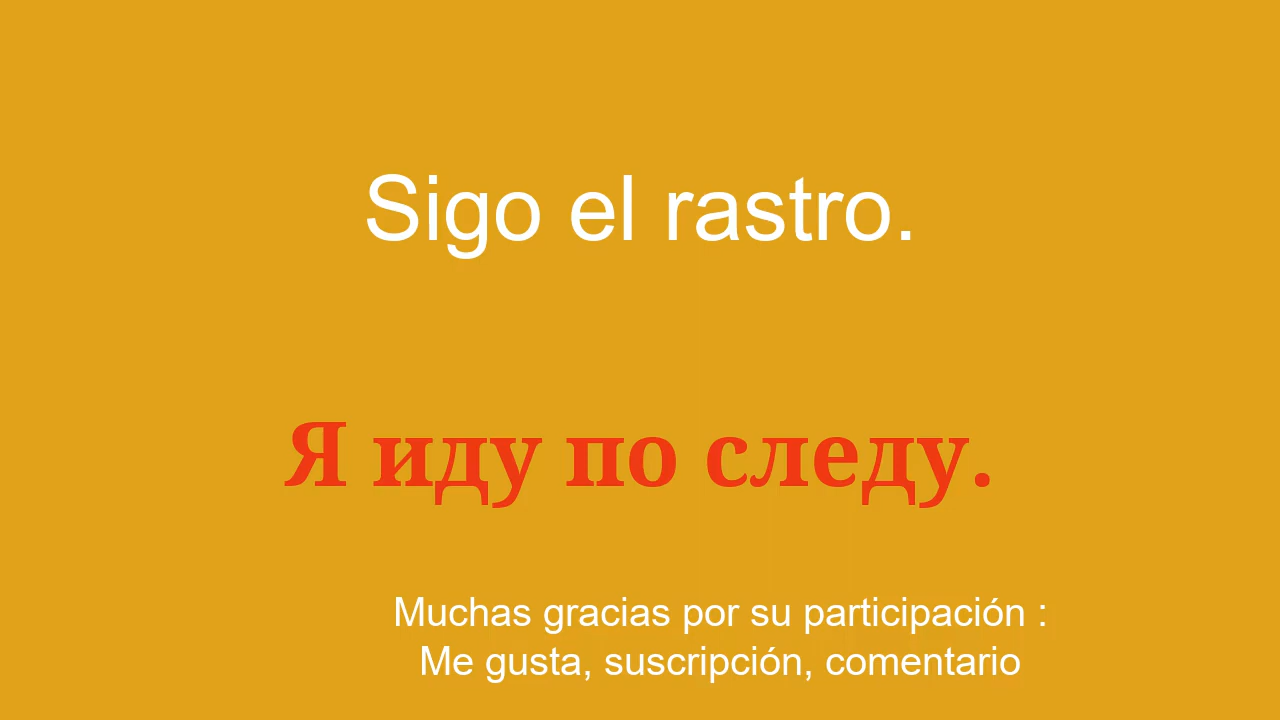 Sigo el rastro.
Я иду по следу.
Muchas gracias por su participación :
Me gusta, suscripción, comentario